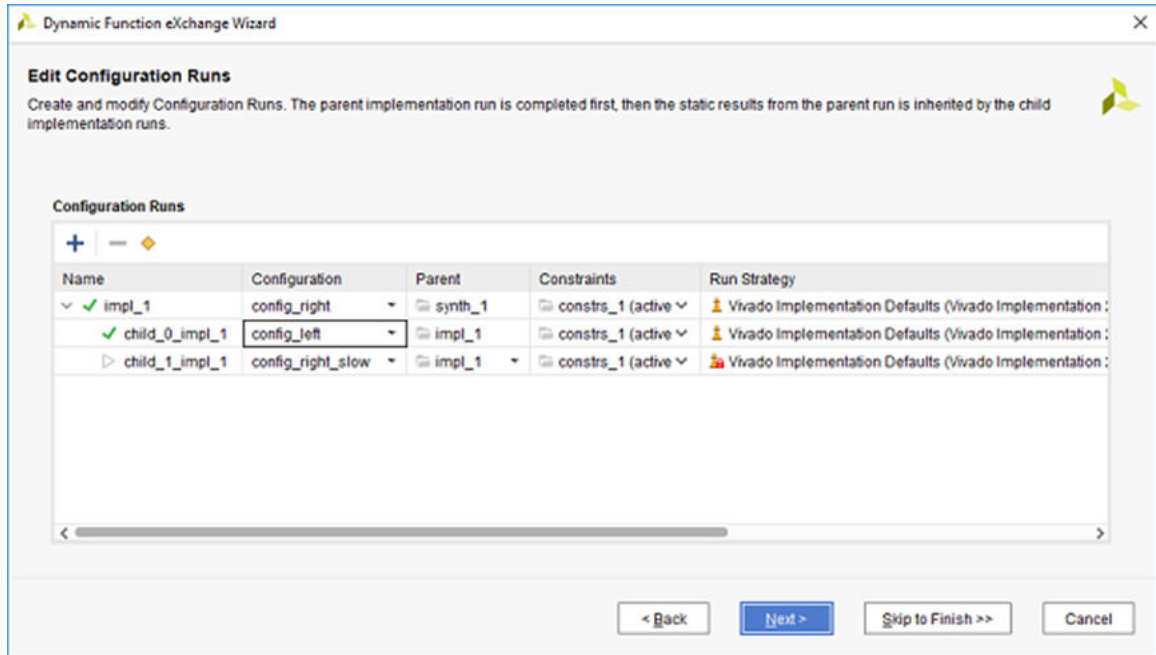 Dynamic Function eXchange Wizard
Edit Configuration Runs
Create and modify Configuration Runs. The parent implementation run is completed first, then the static results from the parent run is inherited by the child
implementation runs.
Configuration Runs
Name Configuration Parent Constraints Run Strategy
impl_1 config_right synth_1 constrs_1 (active Vivado Implementation Defaults (Vivado Implementation
child_0_impl_1 config_left impl_1 constrs_1 (active Vivado Implementation Defaults (Vivado Implementation
child_1_impl_1 config_right_slow impl_1 constrs_1 (active Vivado Implementation Defaults (Vivado Implementation
< Back Next > Skip to Finish >> Cancel